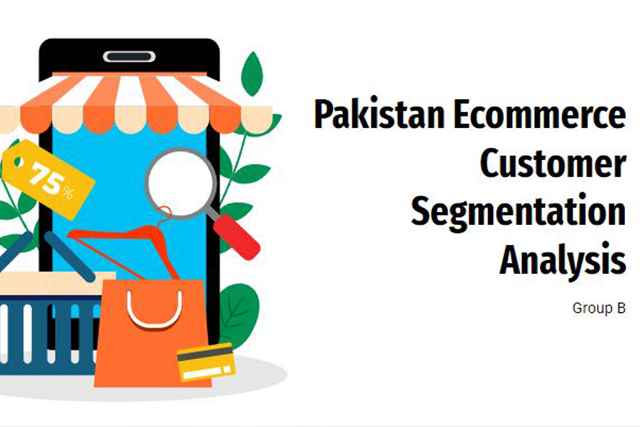 Pakistan Ecommerce
Customer
Segmentation
Analysis
Group B
75%